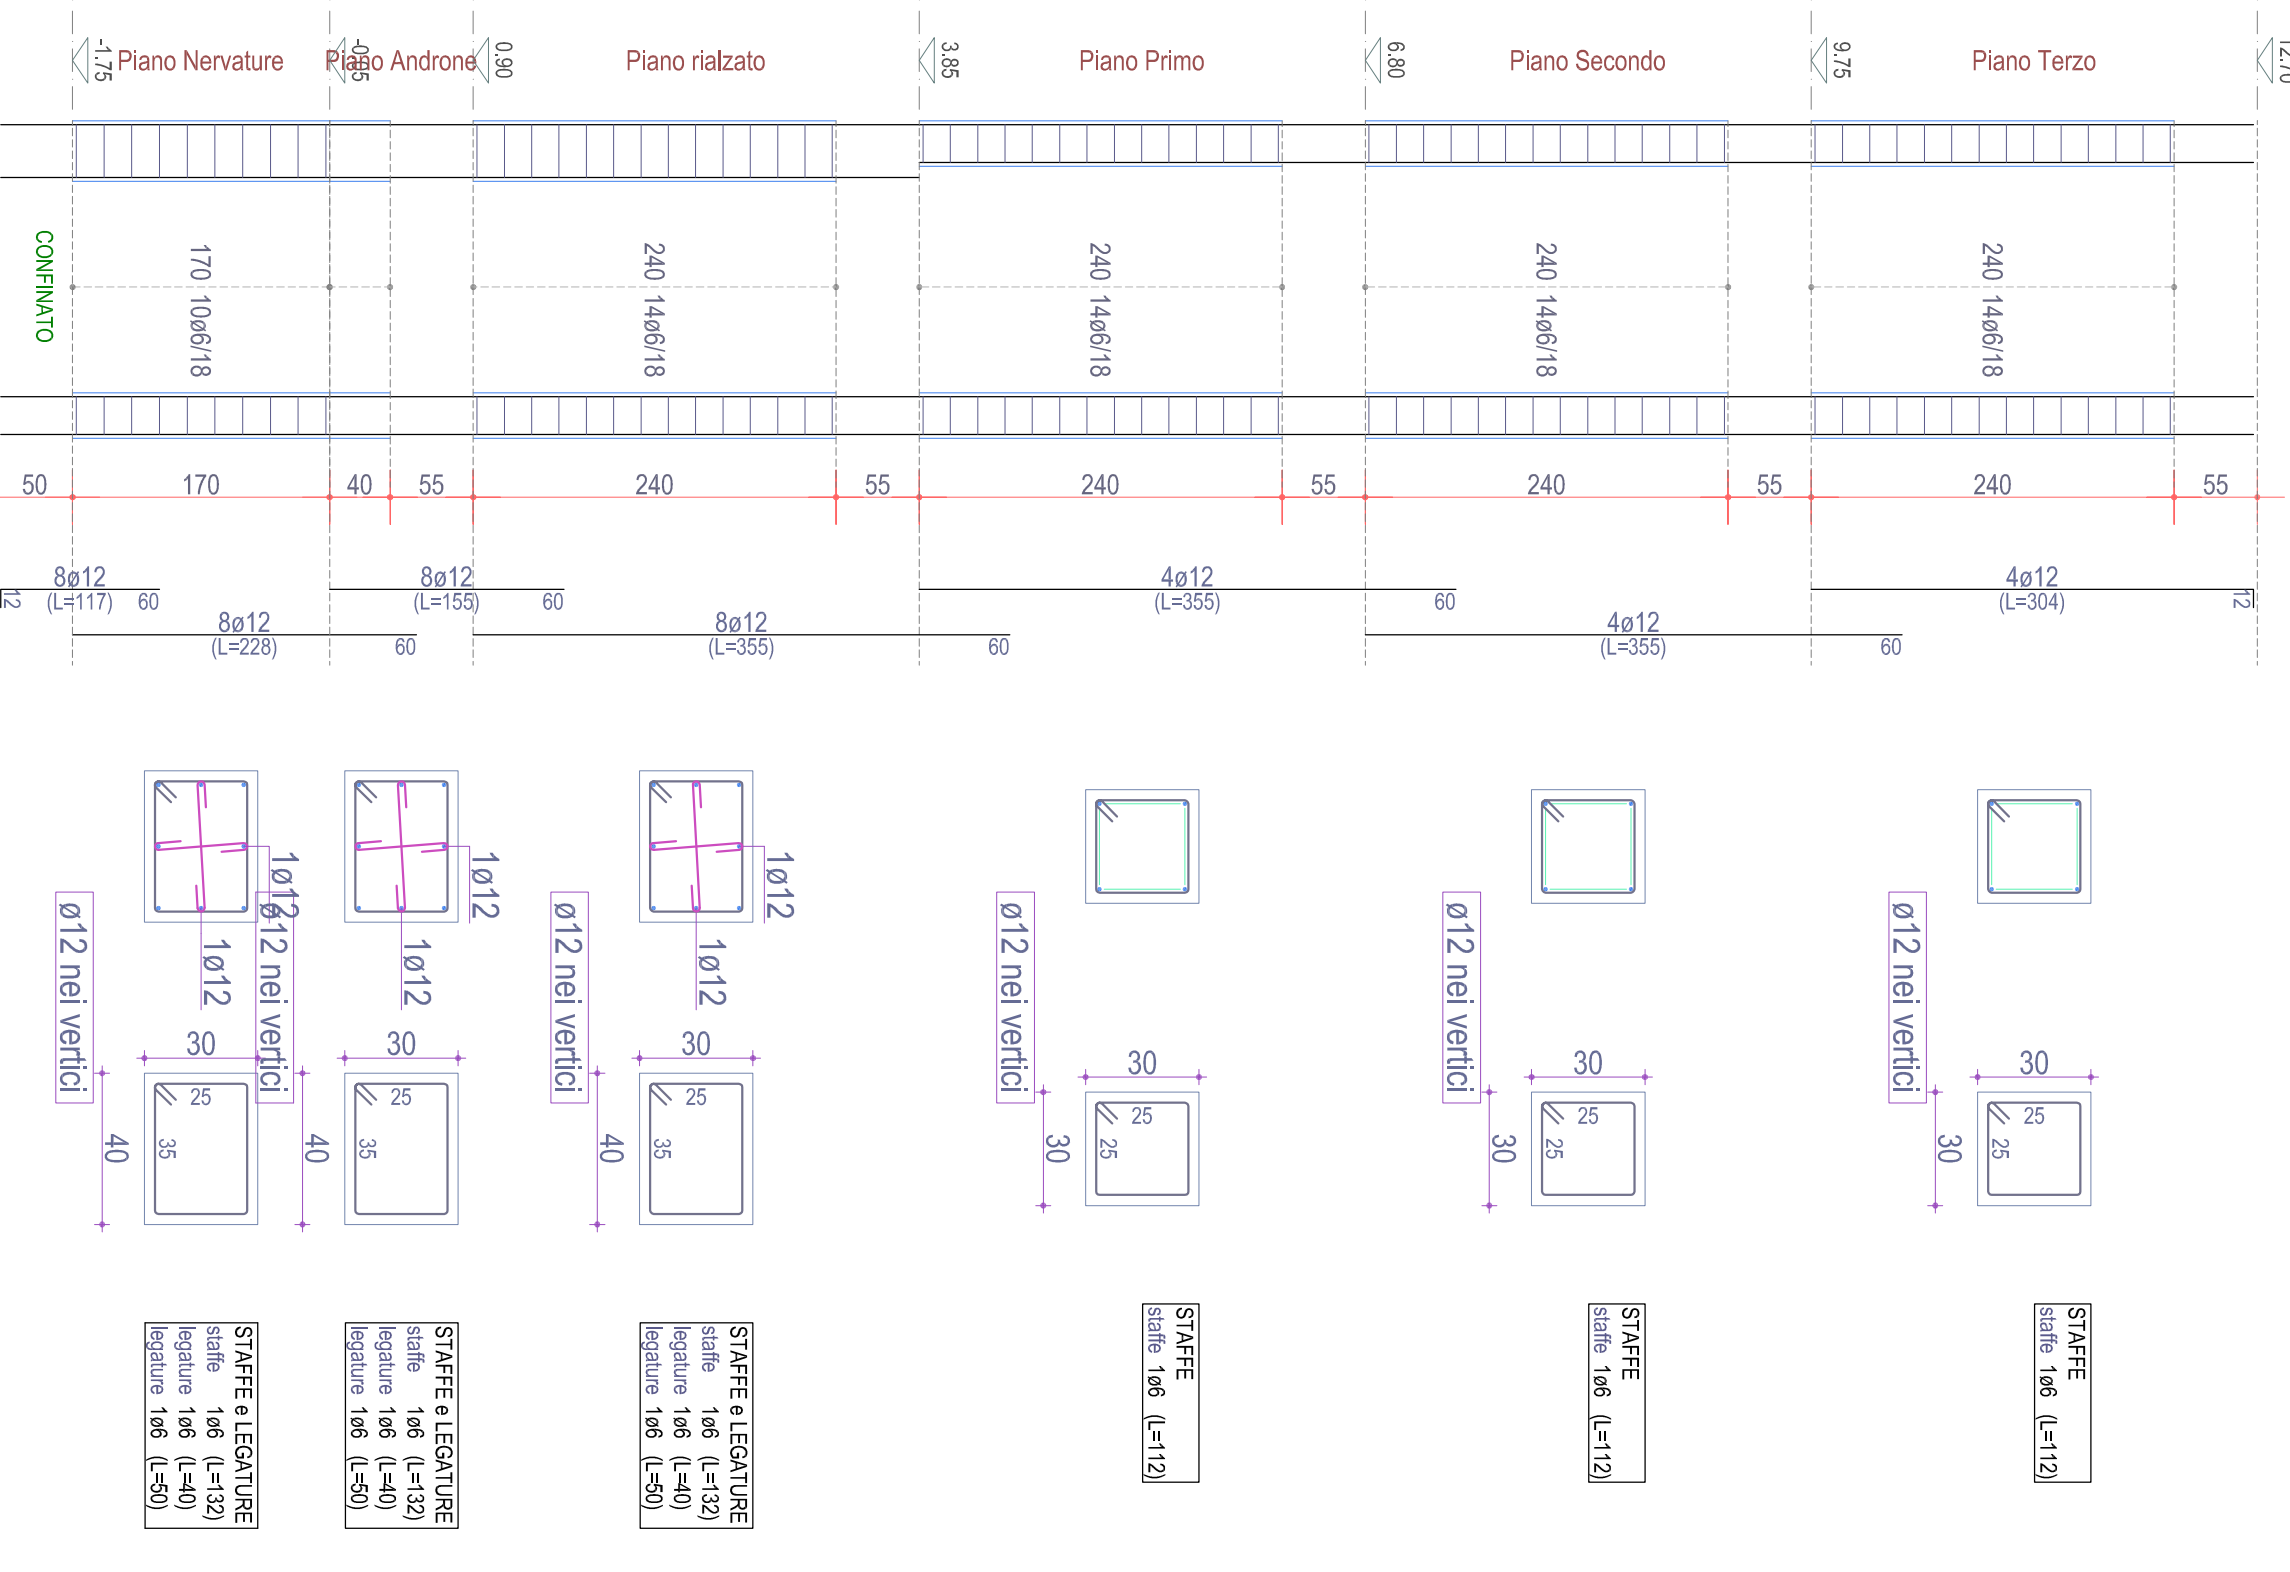 -1.75
Piano Nervature
Piano Androne
0.90
Piano rialzato
3.85
Piano Primo
6.80
Piano Secondo
9.75
Piano Terzo
12.70
CONFINATO
170 10ø6/18
240 14ø6/18
240 14ø6/18
240 14ø6/18
240 14ø6/18
50 170 40 55 240 55 240 55 240 55 240 55
8ø12
(L=117) 60
12
8ø12
(L=155) 60
4ø12
(L=355) 60
4ø12
(L=304)
12
8ø12
(L=228) 60
8ø12
(L=355) 60
4ø12
(L=355) 60
1ø12
1ø12
ø12 nei vertici
1ø12
1ø12
ø12 nei vertici
1ø12
1ø12
ø12 nei vertici
ø12 nei vertici
ø12 nei vertici
ø12 nei vertici
30
25
35
40
30
25
35
40
30
25
35
40
30
25
25
30
30
25
25
30
30
25
25
30
STAFFE e LEGATURE
staffe 1ø6 (L=132)
legature 1ø6 (L=40)
legature 1ø6 (L=50)
STAFFE e LEGATURE
staffe 1ø6 (L=132)
legature 1ø6 (L=40)
legature 1ø6 (L=50)
STAFFE e LEGATURE
staffe 1ø6 (L=132)
legature 1ø6 (L=40)
legature 1ø6 (L=50)
STAFFE
staffe 1ø6 (L=112)
STAFFE
staffe 1ø6 (L=112)
STAFFE
staffe 1ø6 (L=112)